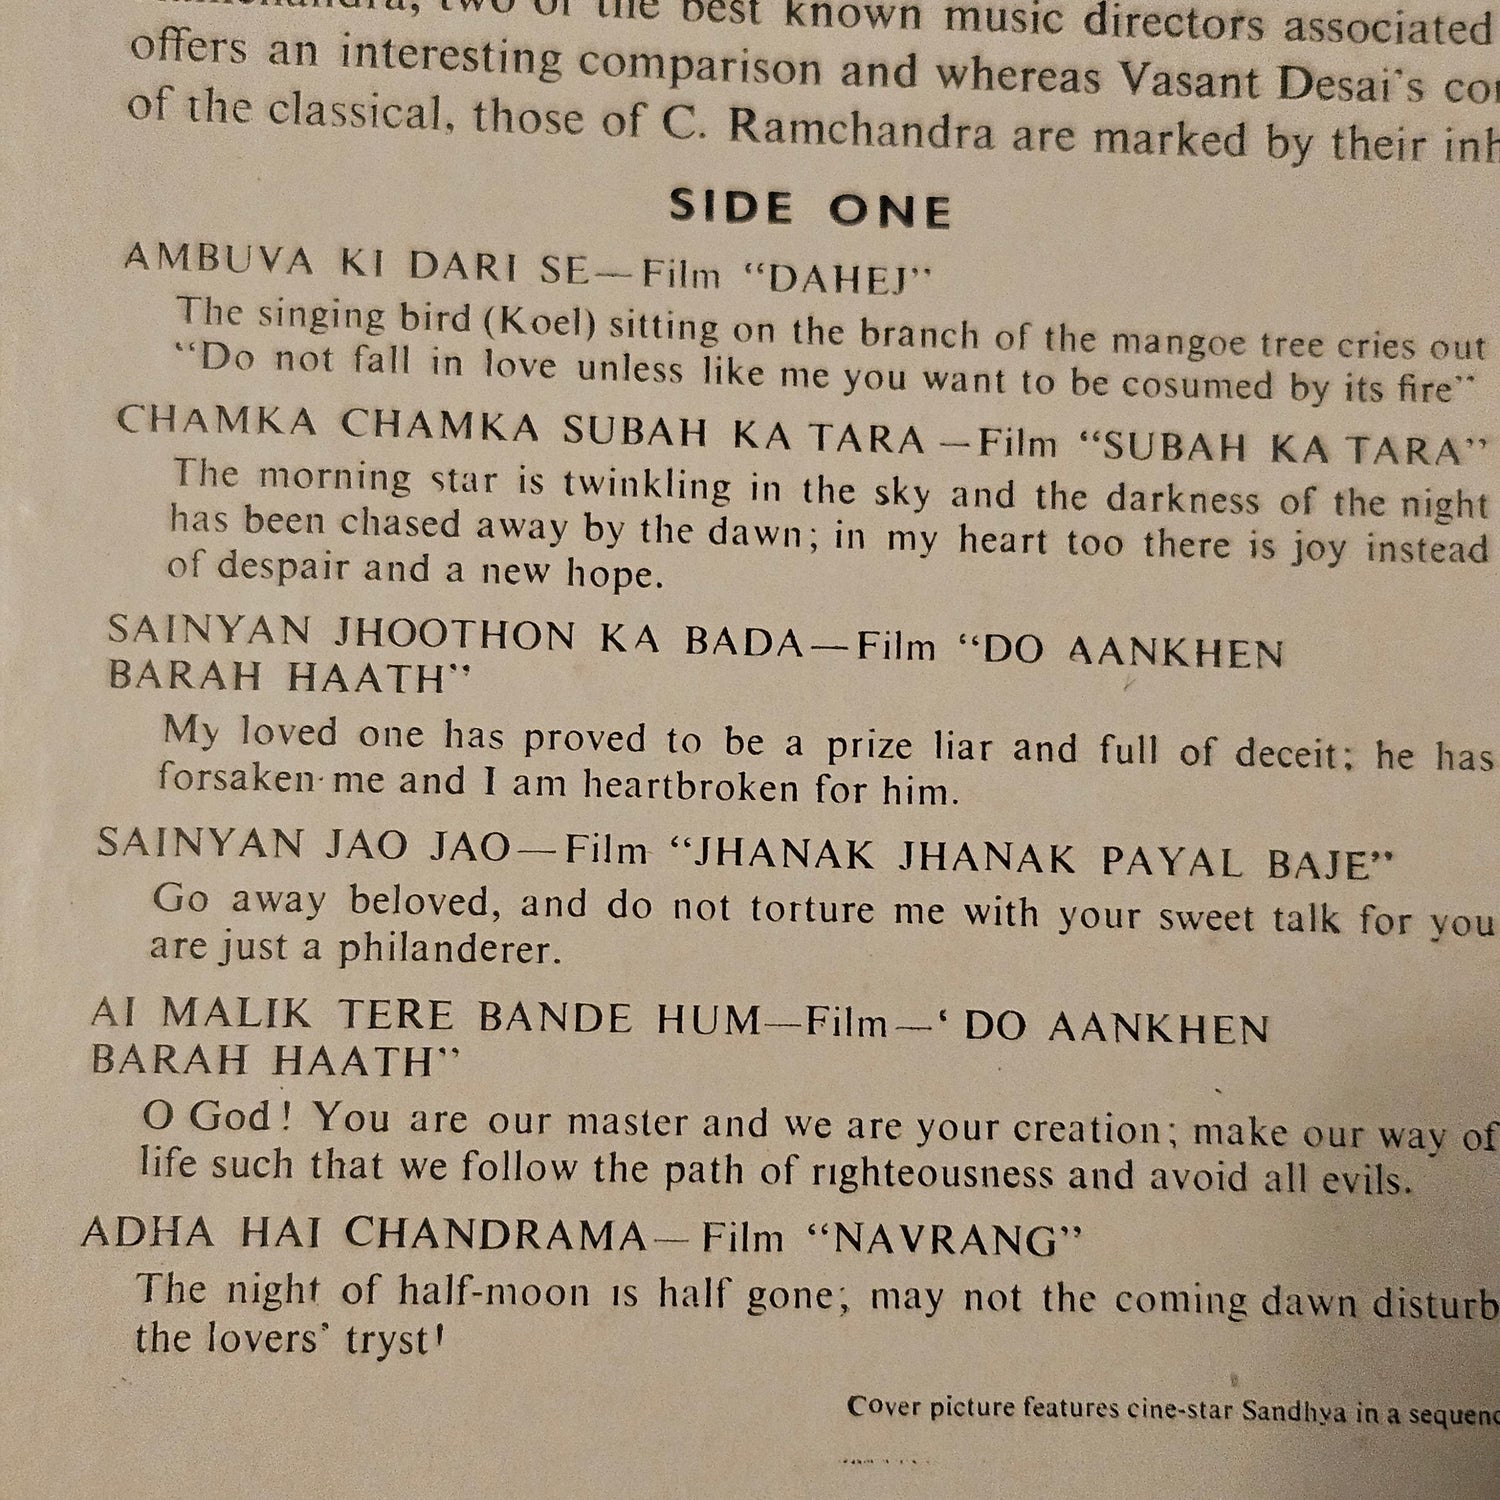 two of the best known music directors associated
offers an interesting comparison and whereas Vasant Desai's
of the classical, those of C. Ramchandra are marked by their
SIDE ONE
AMBUVA KI DARI SE—Film "DAHEJ"
The singing bird (Koel) sitting on the branch of the mangoe tree cries out
"Do not fall in love unless like me you want to be cosumed by its fire"
CHAMKA CHAMKA SUBAH KA TARA—Film "SUBAH KA TARA"
The morning star is twinkling in the sky and the darkness of the night
has been chased away by the dawn; in my heart too there is joy instead
of despair and a new hope.
SAINYAN JHOOTHON KA BADA—Film "DO AANKHEN
BARAH HAATH"
My loved one has proved to be a prize liar and full of deceit; he has
forsaken me and I am heartbroken for him.
SAINYAN JAO JAO—Film "JHANAK JHANAK PAYAL BAJE"
Go away beloved, and do not torture me with your sweet talk for you
are just a philanderer.
AI MALIK TERE BANDE HUM—Film—' DO AANKHEN
BARAH HAATH"
O God! You are our master and we are your creation; make our way of
life such that we follow the path of righteousness and avoid all evils.
ADHA HAI CHANDRAMA—Film "NAVRANG"
The night of half-moon is half gone; may not the coming dawn disturb
the lovers' tryst!
Cover picture features cine-star Sandhya in a